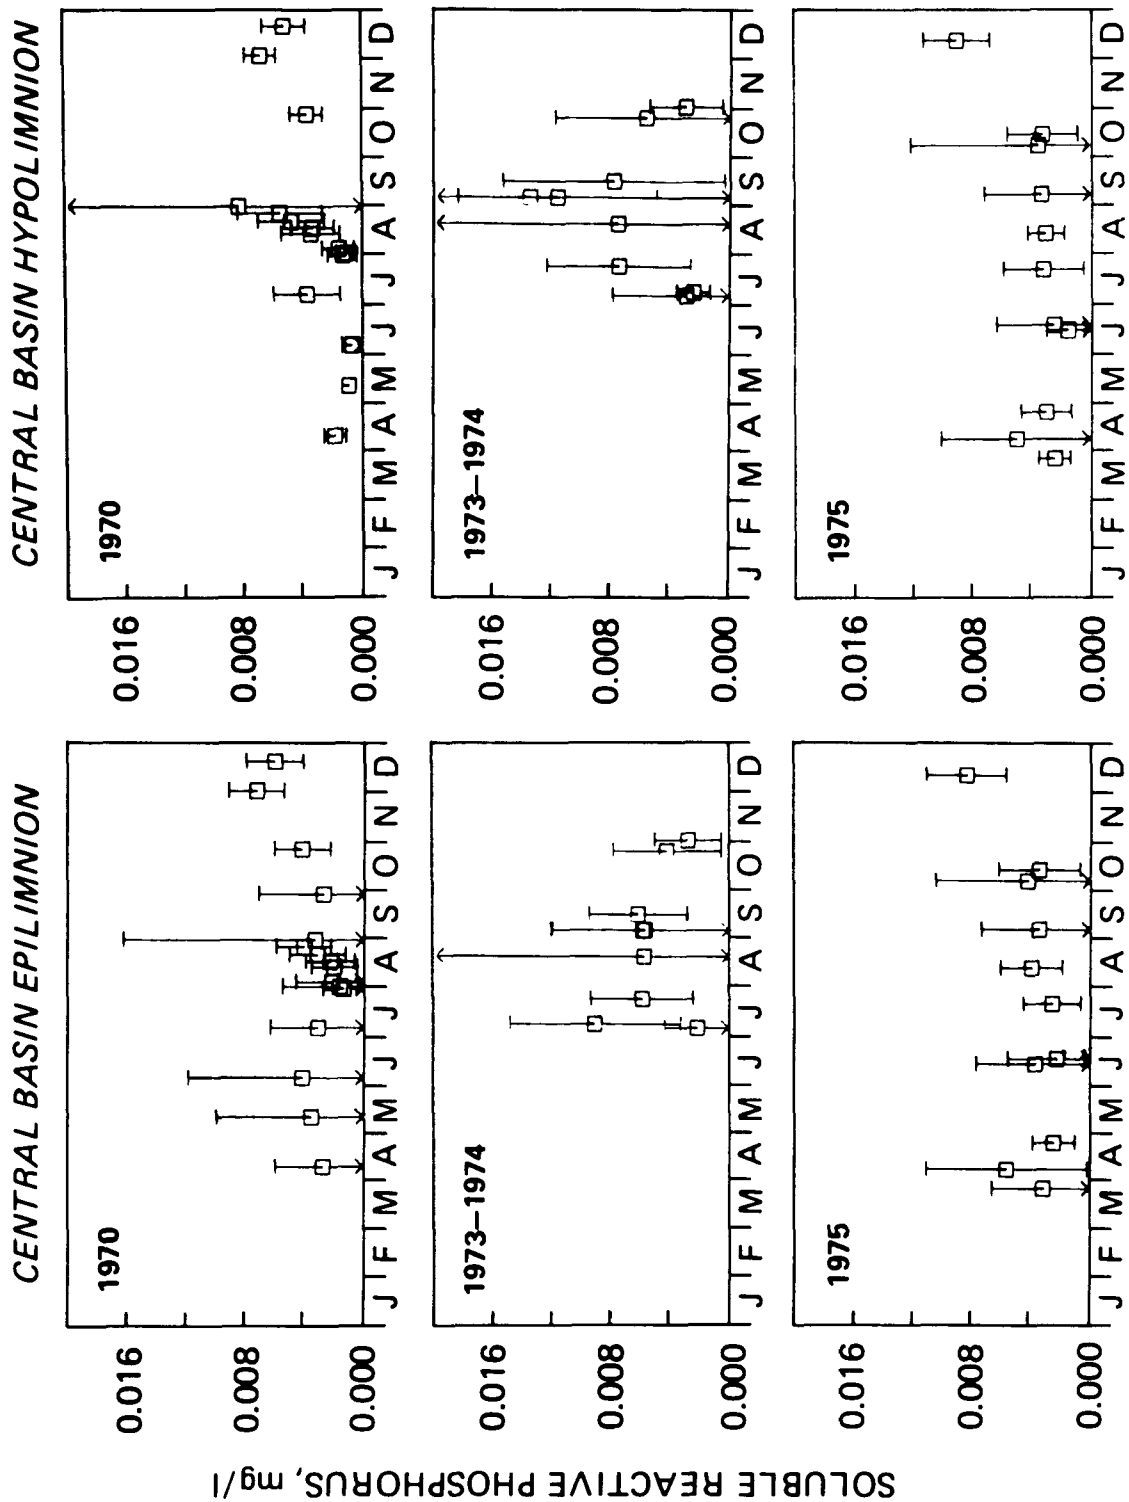 CENTRAL BASIN EPILIMNION
CENTRAL BASIN HYPOLIMNION
SOLUBLE REACTIVE PHOSPHORUS, mg/l
1970
0.016
0.008
0.000
J F M A M J J A S O N D
1970
0.016
0.008
0.000
J F M A M J J A S O N D
1973–1974
0.016
0.008
0.000
J F M A M J J A S O N D
1973–1974
0.016
0.008
0.000
J F M A M J J A S O N D
1975
0.016
0.008
0.000
J F M A M J J A S O N D
1975
0.016
0.008
0.000
J F M A M J J A S O N D